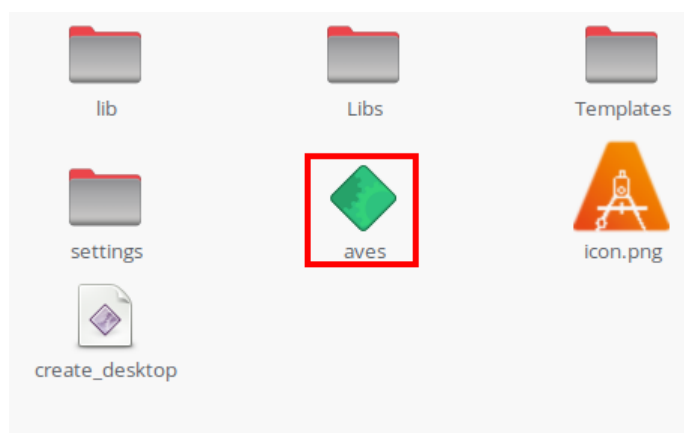 lib
Libs
Templates
settings
aves
icon.png
create_desktop